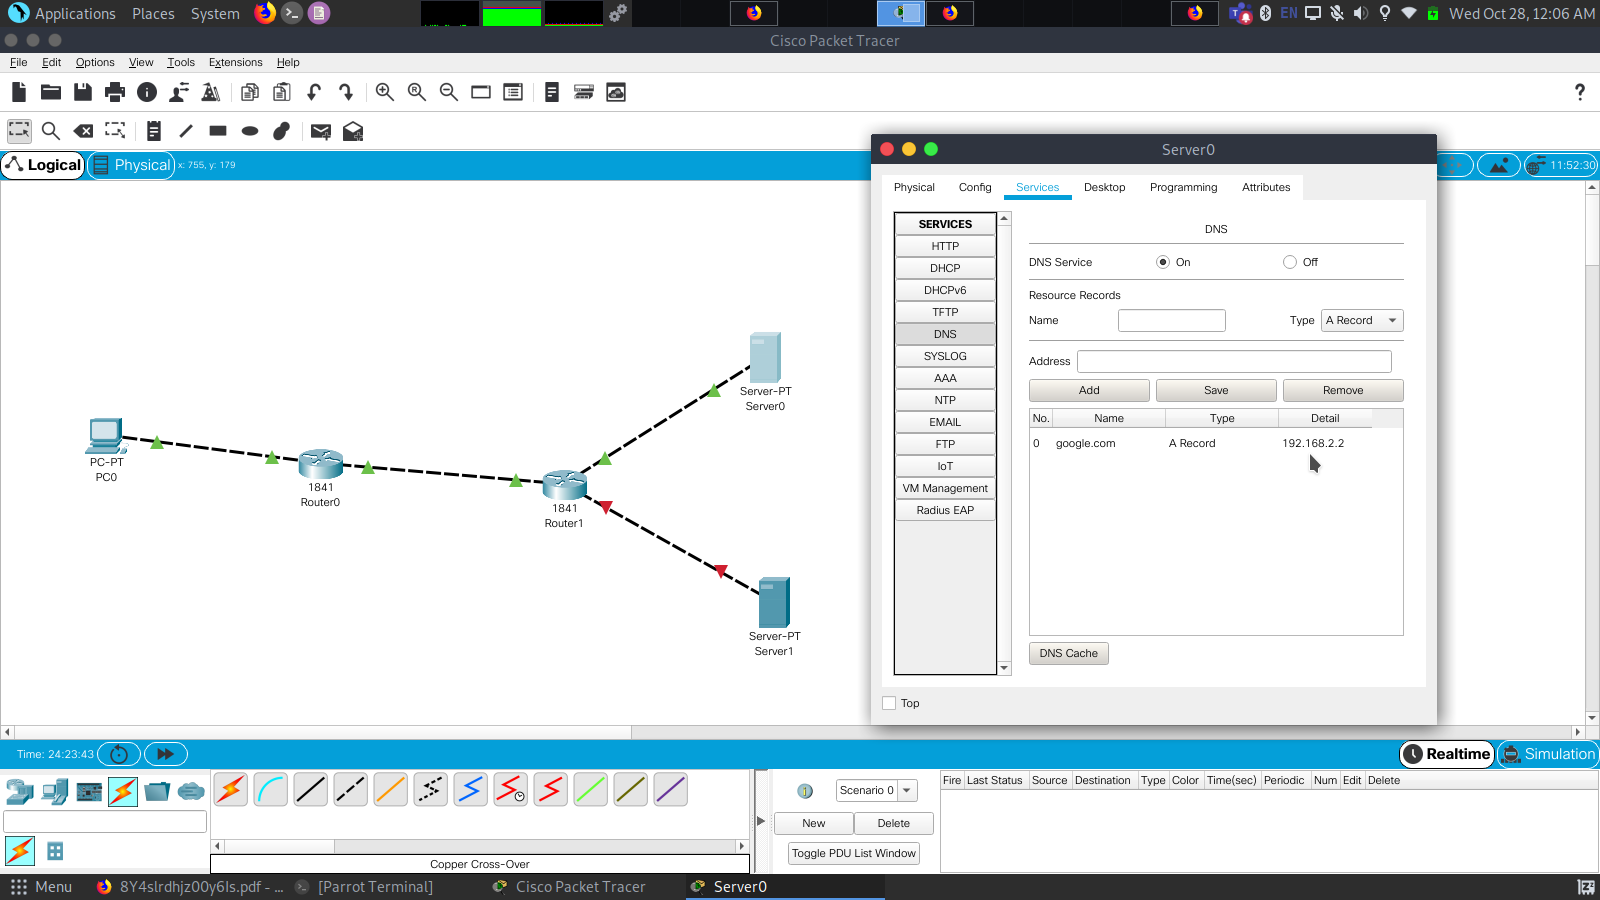 Applications Places System EN Wed Oct 28, 12:06 AM
Cisco Packet Tracer
File Edit Options View Tools Extensions Help
?
Logical Physical x: 755, y: 179 11:52:30
Server0
Physical Config Services Desktop Programming Attributes
SERVICES
HTTP
DHCP
DHCPv6
TFTP
DNS
SYSLOG
AAA
NTP
EMAIL
FTP
IoT
VM Management
Radius EAP
DNS
DNS Service On Off
Resource Records
Name Type A Record
Address
Add Save Remove
No. Name Type Detail
0 google.com A Record 192.168.2.2
DNS Cache
Top
PC-PT
PC0
1841
Router0
1841
Router1
Server-PT
Server0
Server-PT
Server1
Time: 24:23:43 Realtime Simulation
Copper Cross-Over
Scenario 0
New Delete
Toggle PDU List Window
Fire Last Status Source Destination Type Color Time(sec) Periodic Num Edit Delete
Menu 8Y4slrdhjz00y6Is.pdf - ... [Parrot Terminal] Cisco Packet Tracer Server0